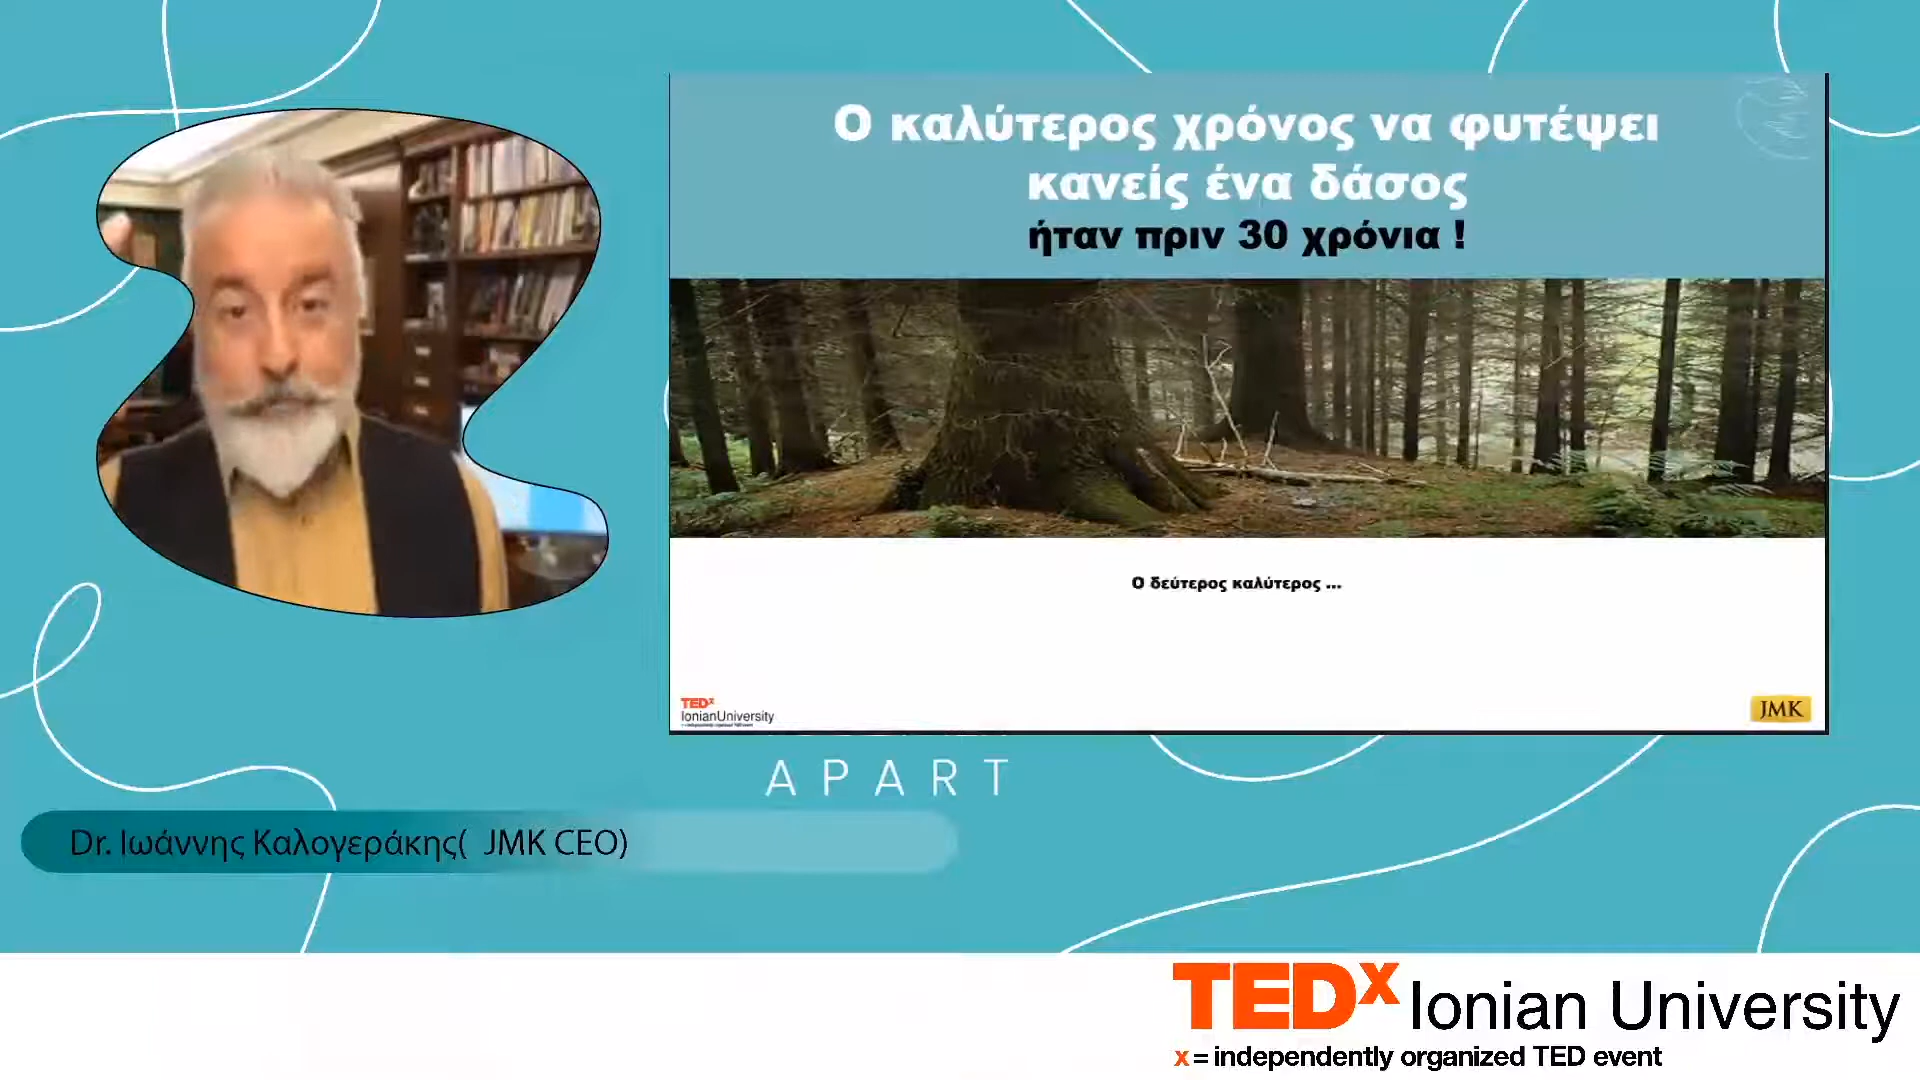 Ο καλύτερος χρόνος να φυτέψει
κανείς ένα δάσος
ήταν πριν 30 χρόνια !
Ο δεύτερος καλύτερος ...
TEDx
IonianUniversity
JMK
APART
Dr. Ιωάννης Καλογεράκης( JMK CEO)
TEDx Ionian University
x = independently organized TED event